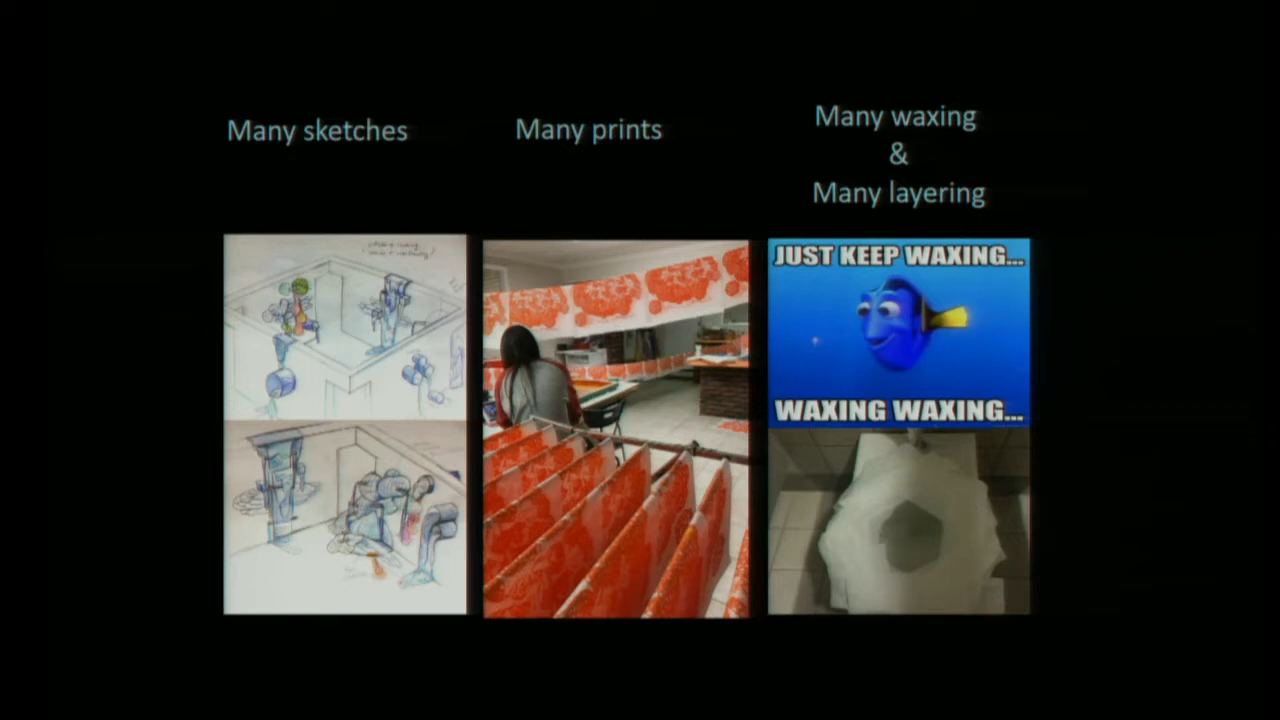 Many sketches
Many prints
Many waxing
&
Many layering
JUST KEEP WAXING...
WAXING WAXING...